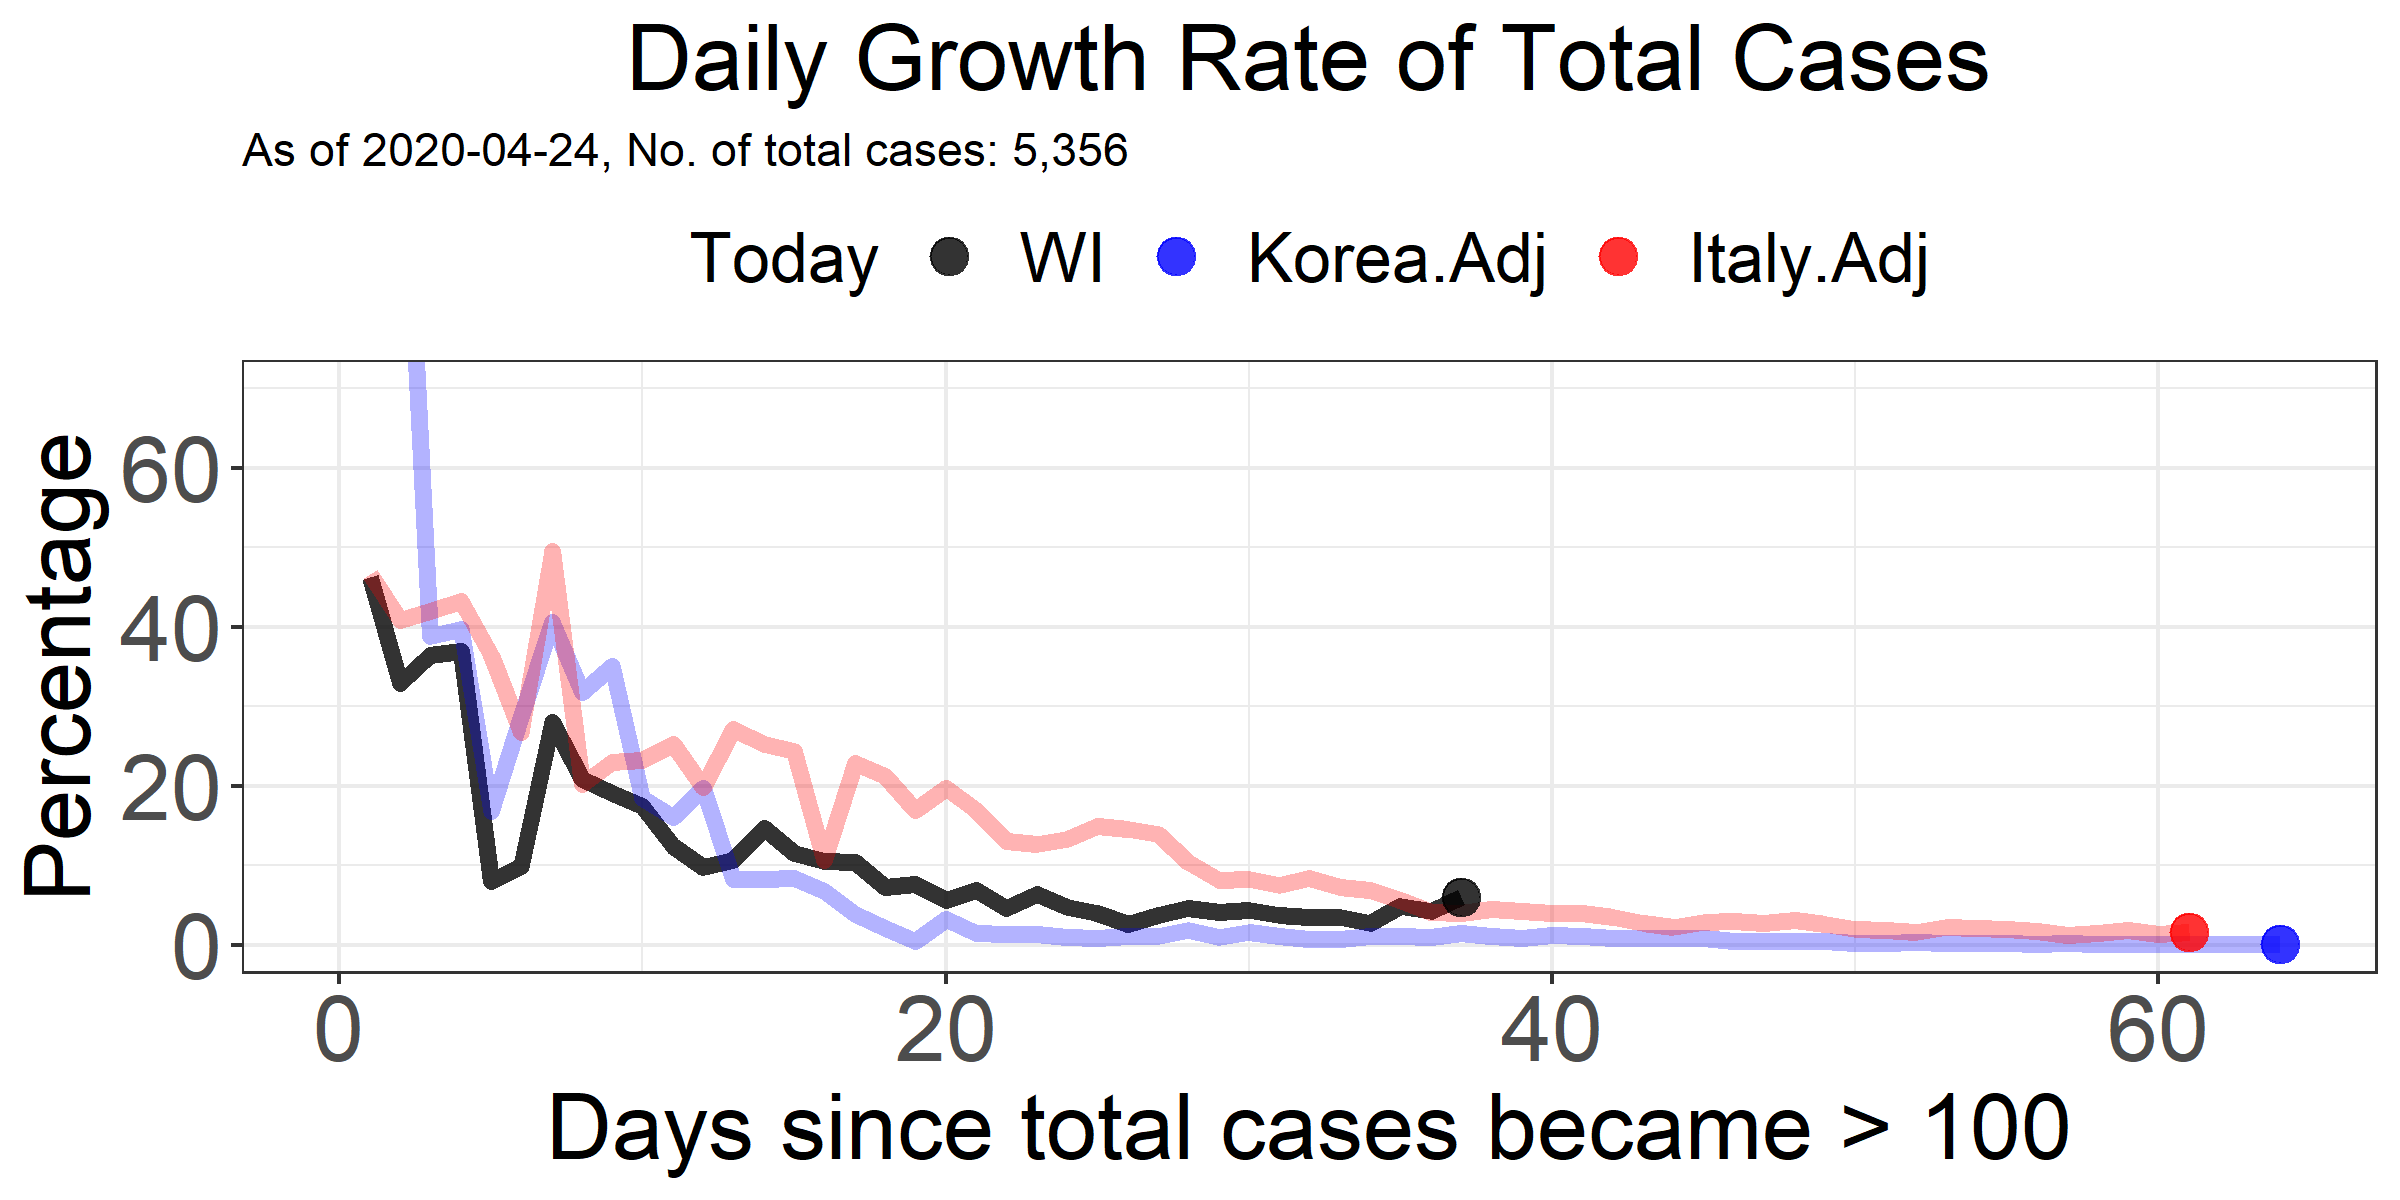 Daily Growth Rate of Total Cases
As of 2020-04-24, No. of total cases: 5,356
Today WI Korea.Adj Italy.Adj
Percentage
60
40
20
0
0 20 40 60
Days since total cases became > 100